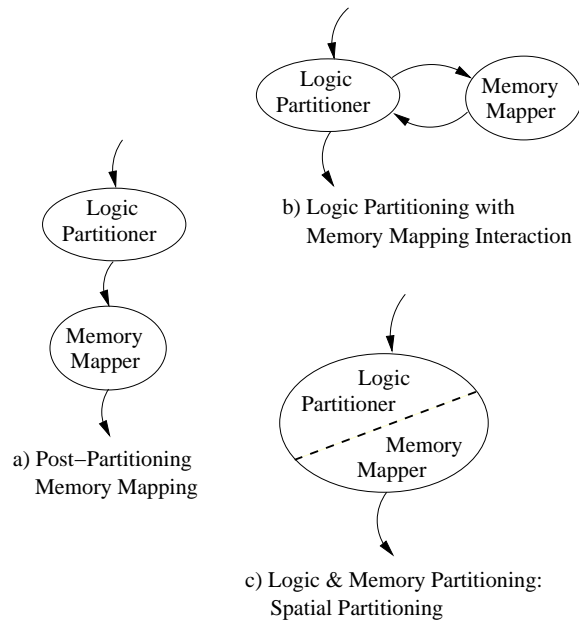 Logic
Partitioner
Memory
Mapper
a) Post−Partitioning
Memory Mapping
Logic
Partitioner
Memory
Mapper
b) Logic Partitioning with
Memory Mapping Interaction
Logic
Partitioner
Memory
Mapper
c) Logic & Memory Partitioning:
Spatial Partitioning